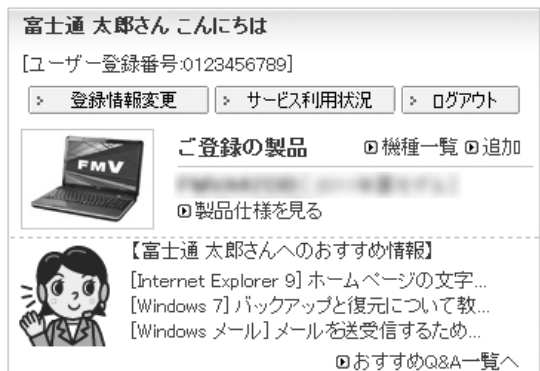 富士通 太郎さん こんにちは
[ユーザー登録番号:0123456789]
登録情報変更 サービス利用状況 ログアウト
FMV
ご登録の製品 機種一覧 追加
製品仕様を見る
【富士通 太郎さんへのおすすめ情報】
[Internet Explorer 9] ホームページの文字...
[Windows 7] バックアップと復元について教...
[Windows メール] メールを送受信するため...
おすすめQ&A一覧へ